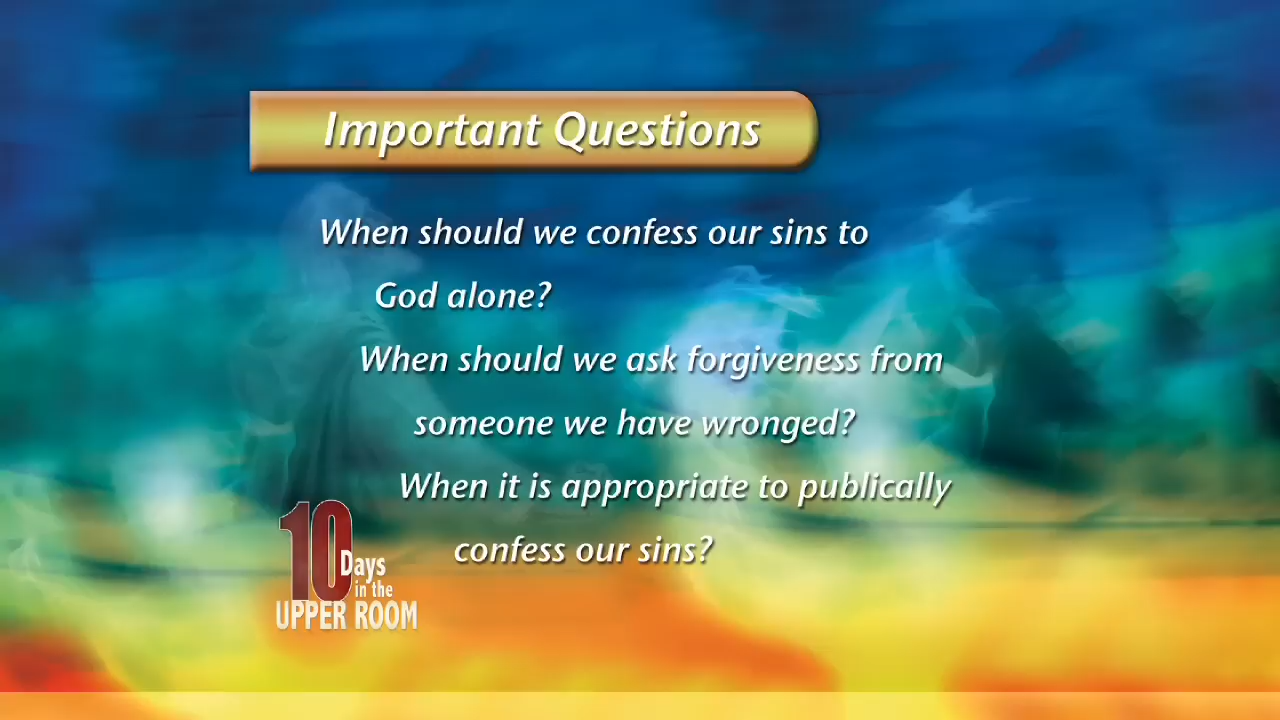 Important Questions
When should we confess our sins to
God alone?
When should we ask forgiveness from
someone we have wronged?
When it is appropriate to publically
confess our sins?
10
Days
in the
UPPER ROOM